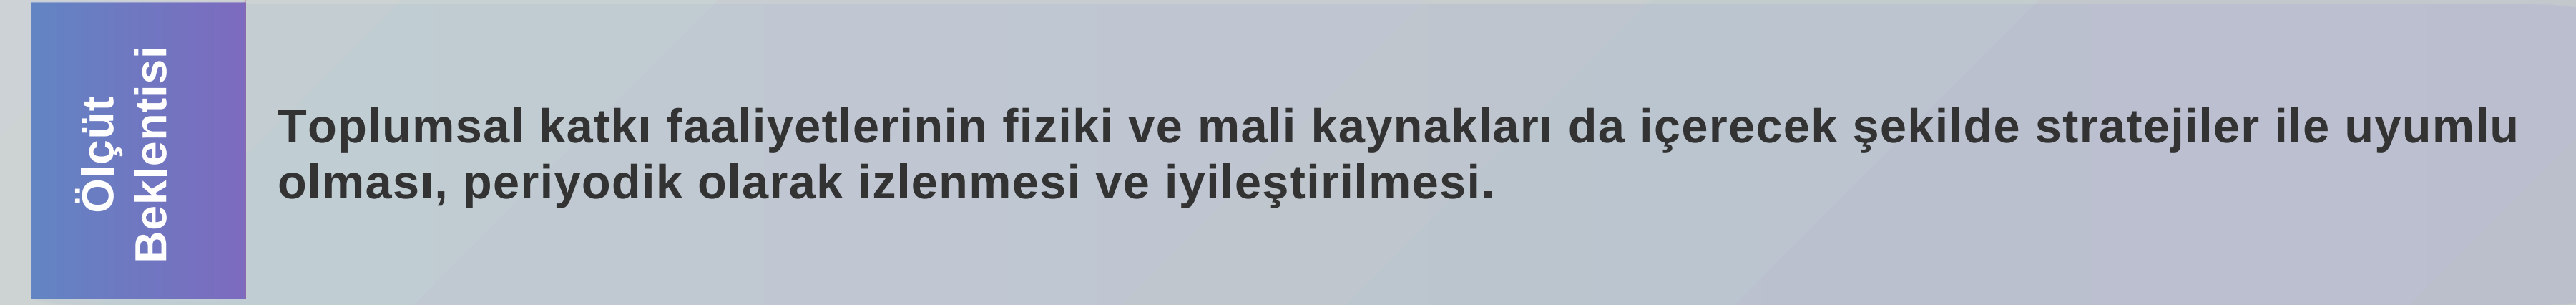 Ölçüt
Beklentisi
Toplumsal katkı faaliyetlerinin fiziki ve mali kaynakları da içerecek şekilde stratejiler ile uyumlu
olması, periyodik olarak izlenmesi ve iyileştirilmesi.